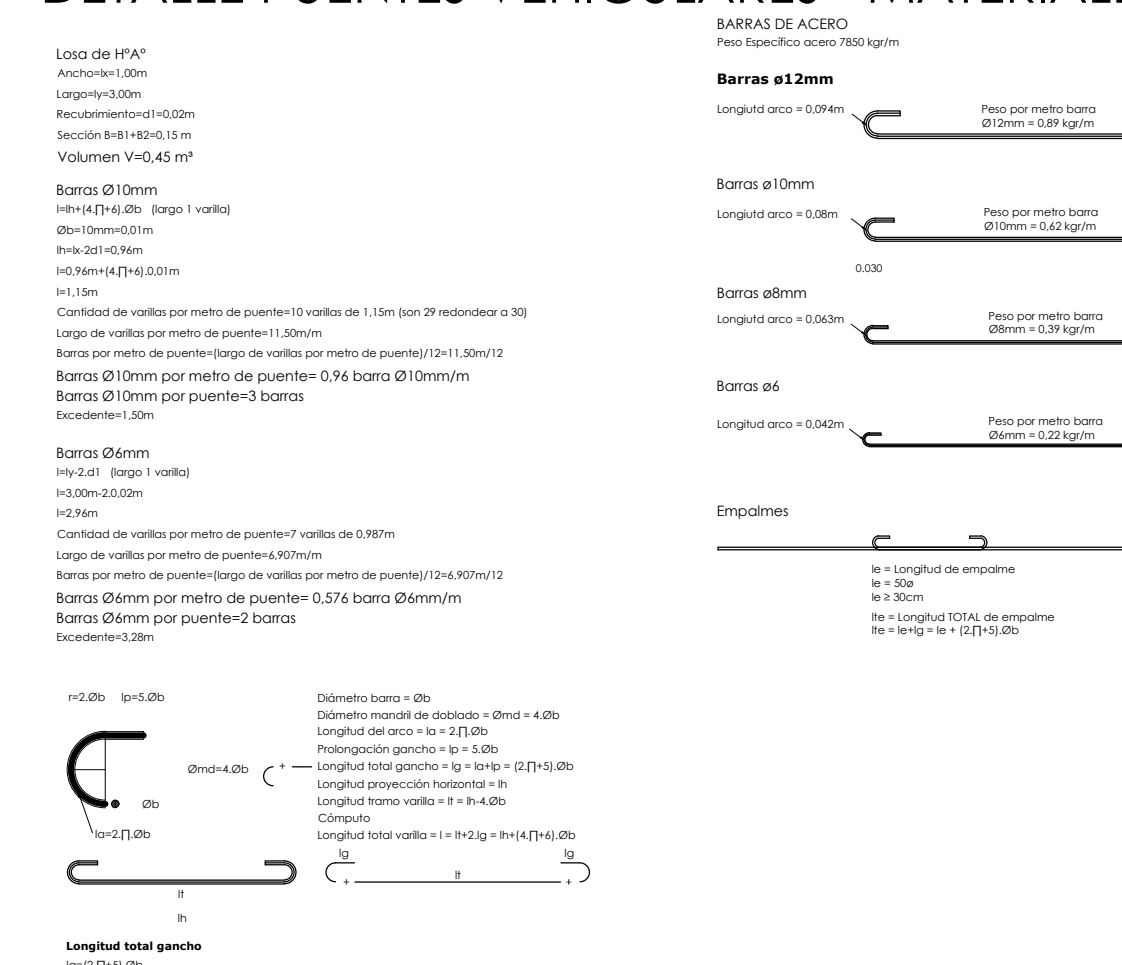 DETALLE PUENTES VEHICULARES - MATERIALE
Losa de HºAº
Ancho=lx=1,00m
Largo=ly=3,00m
Recubrimiento=d1=0,02m
Sección B=B1+B2=0,15 m
Volumen V=0,45 m³
Barras Ø10mm
l=lh+(4.∏+6).Øb (largo 1 varilla)
Øb=10mm=0,01m
lh=lx-2d1=0,96m
l=0,96m+(4.∏+6).0,01m
l=1,15m
Cantidad de varillas por metro de puente=10 varillas de 1,15m (son 29 redondear a 30)
Largo de varillas por metro de puente=11,50m/m
Barras por metro de puente=(largo de varillas por metro de puente)/12=11,50m/12
Barras Ø10mm por metro de puente= 0,96 barra Ø10mm/m
Barras Ø10mm por puente=3 barras
Excedente=1,50m
Barras Ø6mm
l=ly-2.d1 (largo 1 varilla)
l=3,00m-2.0,02m
l=2,96m
Cantidad de varillas por metro de puente=7 varillas de 0,987m
Largo de varillas por metro de puente=6,907m/m
Barras por metro de puente=(largo de varillas por metro de puente)/12=6,907m/12
Barras Ø6mm por metro de puente= 0,576 barra Ø6mm/m
Barras Ø6mm por puente=2 barras
Excedente=3,28m
r=2.Øb lp=5.Øb
Ømd=4.Øb
Øb
la=2.∏.Øb
lt
lh
Longitud total gancho
lg=(2.∏+5).Øb
Diámetro barra = Øb
Diámetro mandril de doblado = Ømd = 4.Øb
Longitud del arco = la = 2.∏.Øb
Prolongación gancho = lp = 5.Øb
+
Longitud total gancho = lg = la+lp = (2.∏+5).Øb
Longitud proyección horizontal = lh
Longitud tramo varilla = lt = lh-4.Øb
Cómputo
Longitud total varilla = l = lt+2.lg = lh+(4.∏+6).Øb
lg lg
lt
+ +
BARRAS DE ACERO
Peso Específico acero 7850 kgr/m
Barras ø12mm
Longiutd arco = 0,094m
Peso por metro barra
Ø12mm = 0,89 kgr/m
Barras ø10mm
Longiutd arco = 0,08m
Peso por metro barra
Ø10mm = 0,62 kgr/m
0.030
Barras ø8mm
Longiutd arco = 0,063m
Peso por metro barra
Ø8mm = 0,39 kgr/m
Barras ø6
Longitud arco = 0,042m
Peso por metro barra
Ø6mm = 0,22 kgr/m
Empalmes
le = Longitud de empalme
le = 50ø
le ≥ 30cm
lte = Longitud TOTAL de empalme
lte = le+lg = le + (2.∏+5).Øb